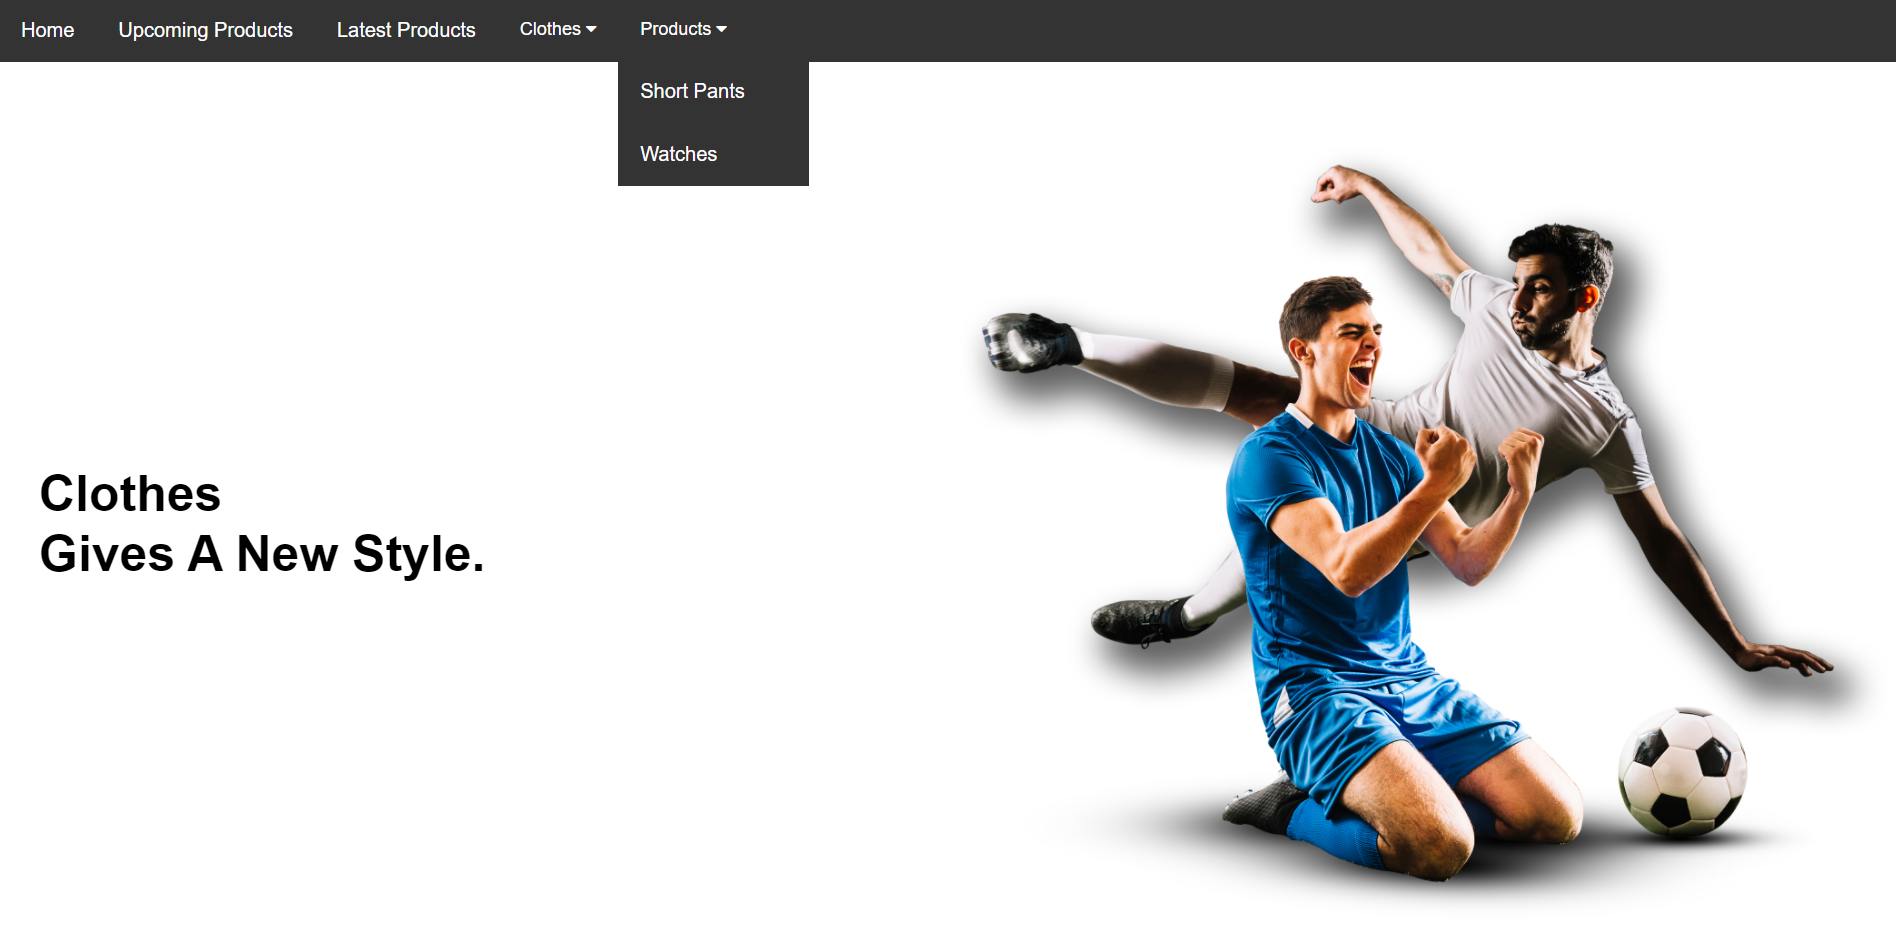 Home Upcoming Products Latest Products Clothes Products
Short Pants
Watches
Clothes
Gives A New Style.